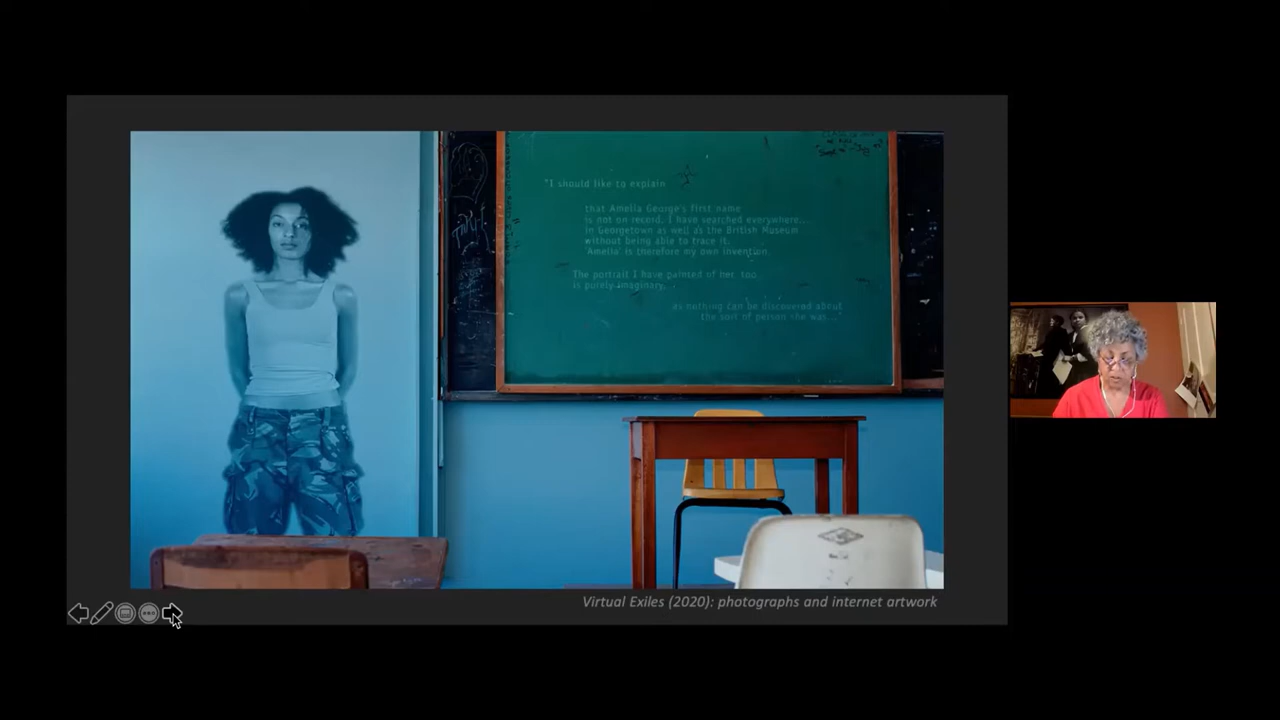 "I should like to explain
that Amelia George's first name
is not on record. I have searched everywhere...
in Georgetown as well as the British Museum
without being able to trace it.
'Amelia' is therefore my own invention.
The portrait I have painted of her, too
is purely imaginary,
as nothing can be discovered about
the sort of person she was..."
Virtual Exiles (2020): photographs and internet artwork